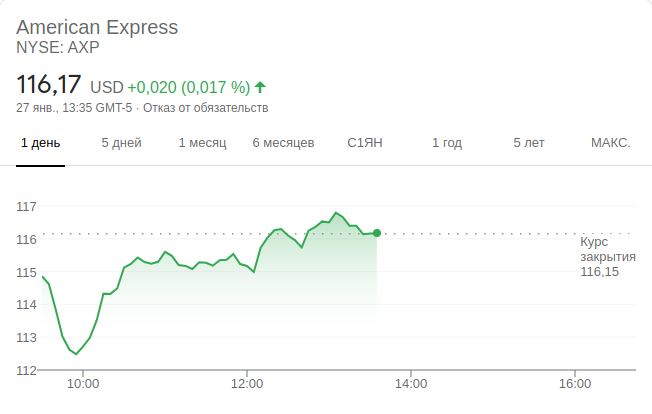 American Express
NYSE: AXP
116,17 USD +0,020 (0,017 %)
27 янв., 13:35 GMT-5 · Отказ от обязательств
1 день 5 дней 1 месяц 6 месяцев С1ЯН 1 год 5 лет МАКС.
117
116
115
114
113
112
Курс
закрытия
116,15
10:00 12:00 14:00 16:00